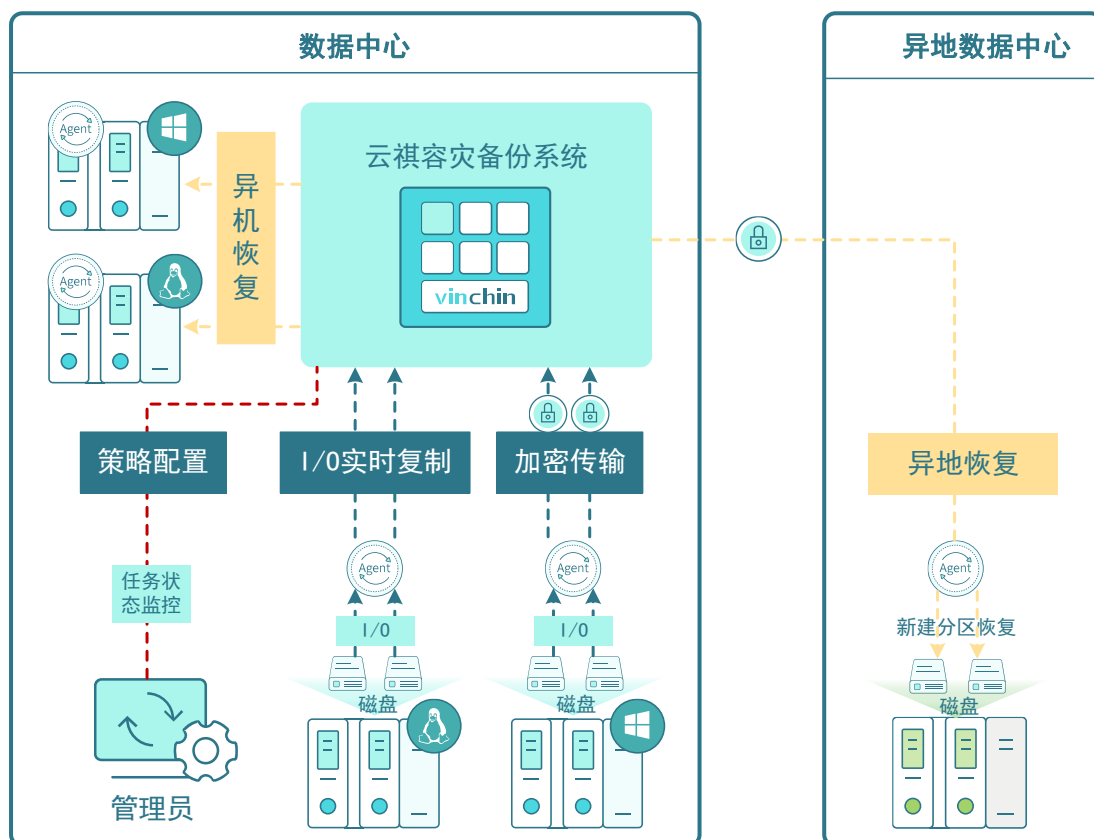 数据中心
异地数据中心
Agent
云祺容灾备份系统
异
机
恢
复
vinchin
Agent
策略配置
I/O实时复制
加密传输
异地恢复
任务状
态监控
Agent
Agent
Agent
I/O
I/O
新建分区恢复
磁盘
磁盘
磁盘
管理员